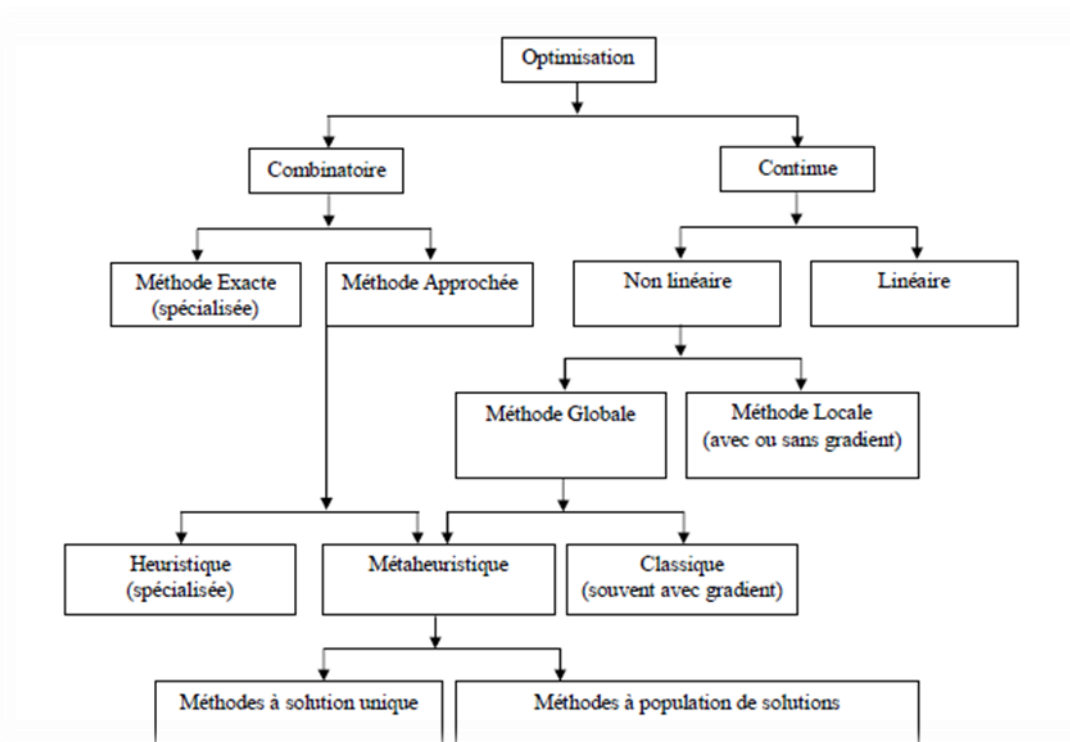 Optimisation
Combinatoire
Continue
Méthode Exacte
(spécialisée)
Méthode Approchée
Non linéaire
Linéaire
Méthode Globale
Méthode Locale
(avec ou sans gradient)
Heuristique
(spécialisée)
Métaheuristique
Classique
(souvent avec gradient)
Méthodes à solution unique
Méthodes à population de solutions